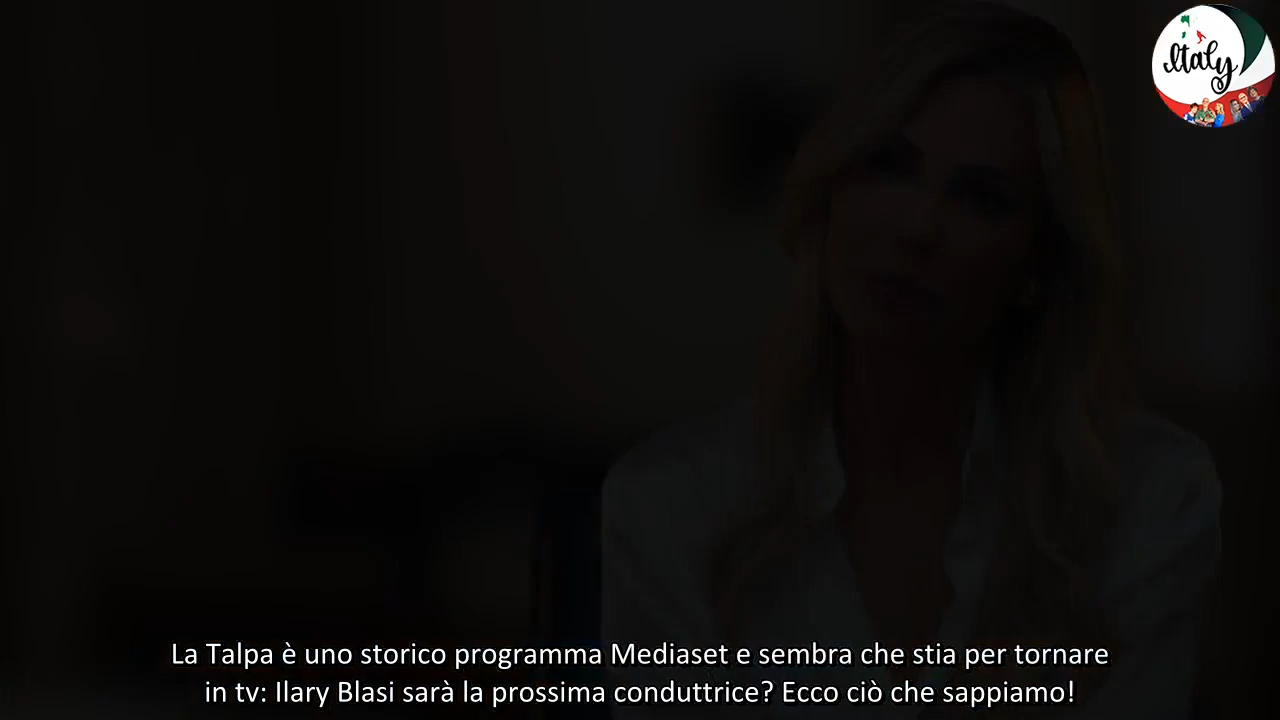 Italy
La Talpa è uno storico programma Mediaset e sembra che stia per tornare
in tv: Ilary Blasi sarà la prossima conduttrice? Ecco ciò che sappiamo!